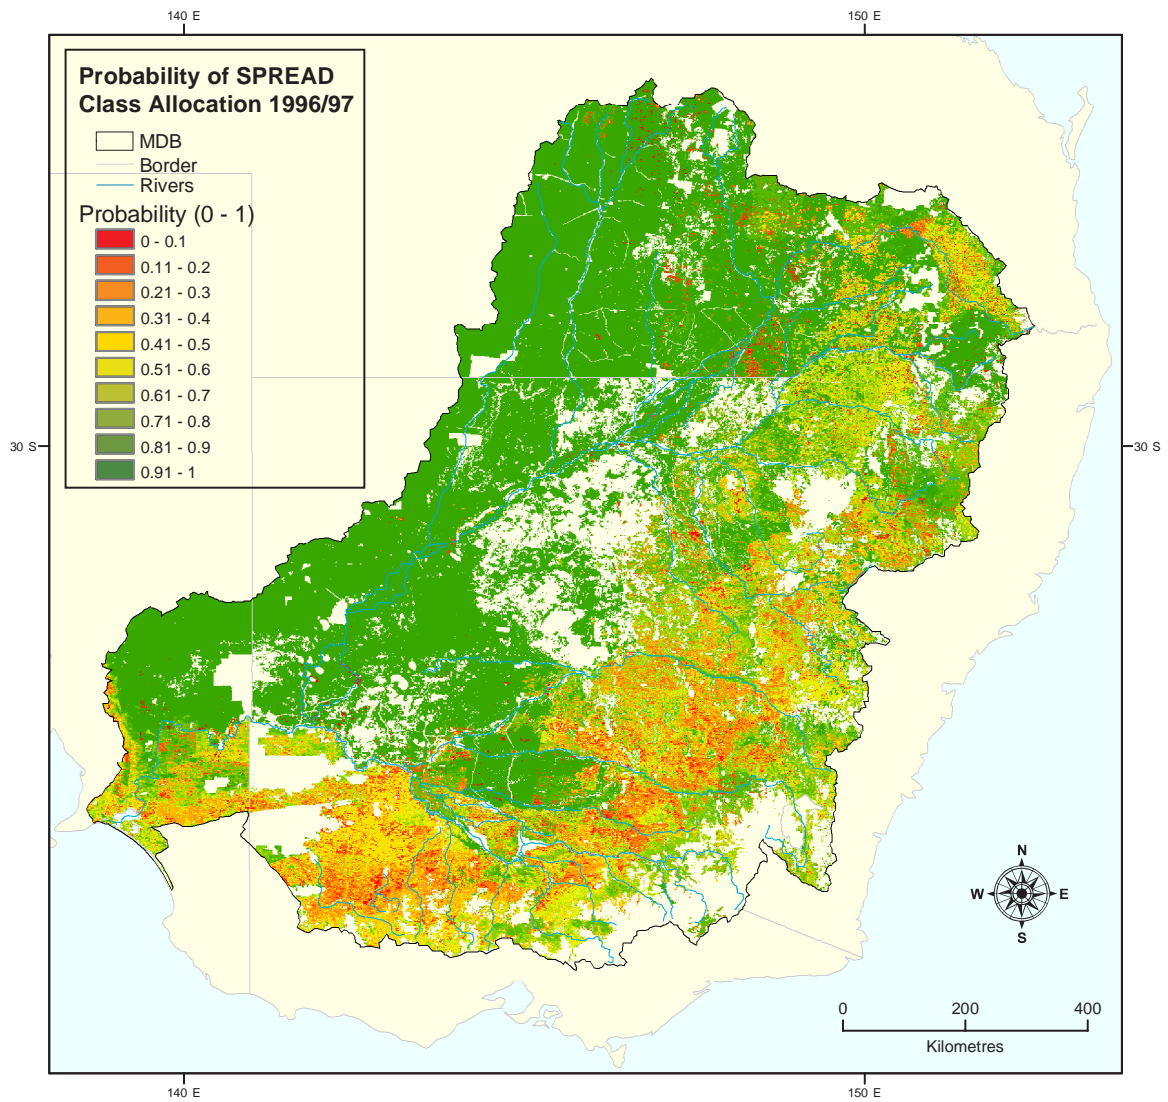 140 E
150 E
Probability of SPREAD
Class Allocation 1996/97
MDB
Border
Rivers
Probability (0 - 1)
0 - 0.1
0.11 - 0.2
0.21 - 0.3
0.31 - 0.4
0.41 - 0.5
0.51 - 0.6
0.61 - 0.7
0.71 - 0.8
0.81 - 0.9
0.91 - 1
30 S
30 S
N
W
E
S
0
200
400
Kilometres
140 E
150 E